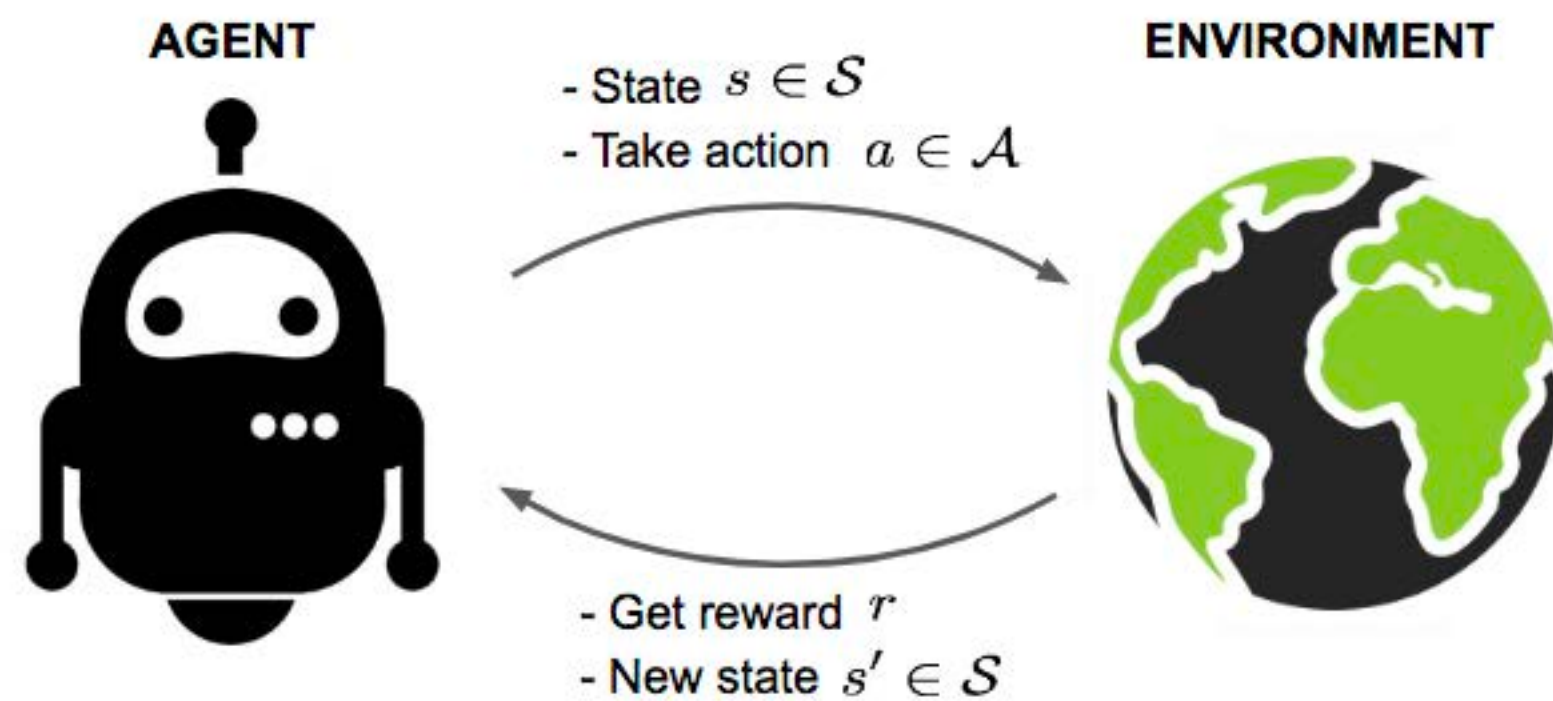 AGENT
ENVIRONMENT
- State s ∈ 𝒮
- Take action a ∈ 𝒜
- Get reward r
- New state s′ ∈ 𝒮